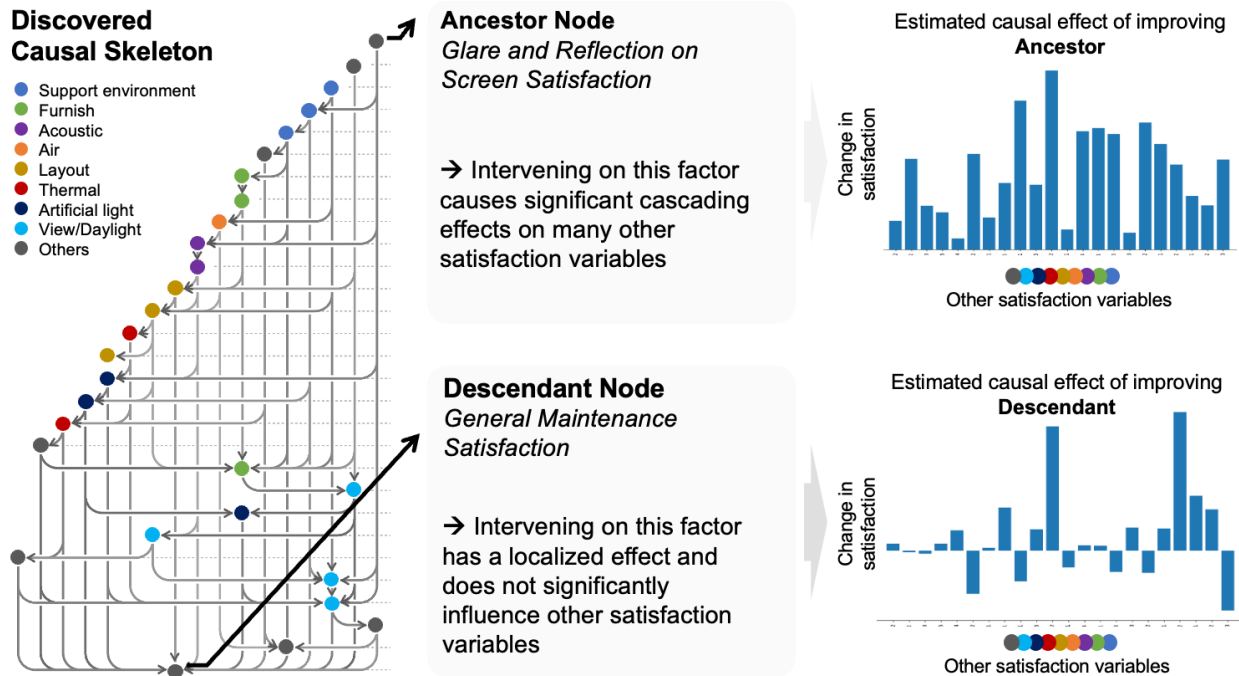 Discovered
Causal Skeleton
Support environment
Furnish
Acoustic
Air
Layout
Thermal
Artificial light
View/Daylight
Others
Ancestor Node
Glare and Reflection on
Screen Satisfaction
→ Intervening on this factor
causes significant cascading
effects on many other
satisfaction variables
Estimated causal effect of improving
Ancestor
Change in
satisfaction
Other satisfaction variables
Descendant Node
General Maintenance
Satisfaction
→ Intervening on this factor
has a localized effect and
does not significantly
influence other satisfaction
variables
Estimated causal effect of improving
Descendant
Change in
satisfaction
Other satisfaction variables